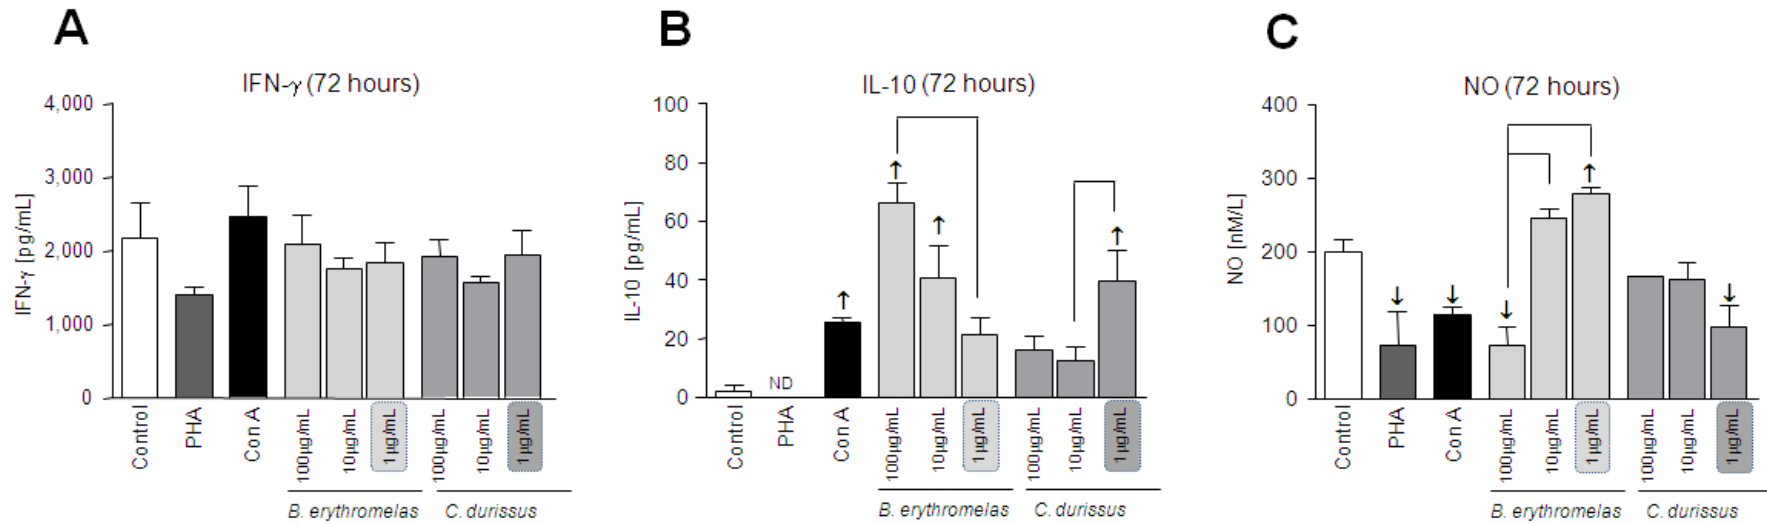 A
IFN-γ (72 hours)
IFN-γ [pg/mL]
4,000
3,000
2,000
1,000
0
Control
PHA
Con A
100µg/mL
10µg/mL
1µg/mL
100µg/mL
10µg/mL
1µg/mL
B. erythromelas
C. durissus
B
IL-10 (72 hours)
IL-10 [pg/mL]
100
80
60
40
20
0
ND
Control
PHA
Con A
100µg/mL
10µg/mL
1µg/mL
100µg/mL
10µg/mL
1µg/mL
B. erythromelas
C. durissus
C
NO (72 hours)
NO [nM/L]
400
300
200
100
0
Control
PHA
Con A
100µg/mL
10µg/mL
1µg/mL
100µg/mL
10µg/mL
1µg/mL
B. erythromelas
C. durissus